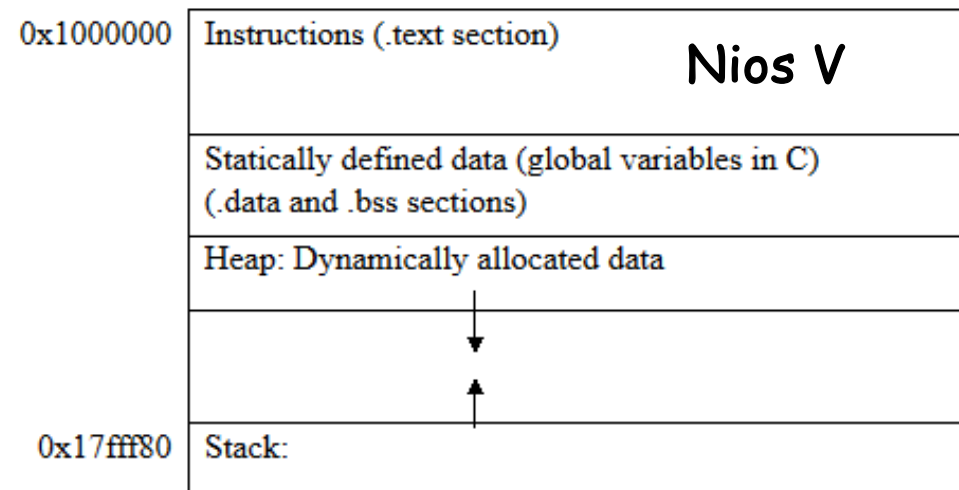 0x1000000 Instructions (.text section)
Nios V
Statically defined data (global variables in C)
(.data and .bss sections)
Heap: Dynamically allocated data
0x17fff80 Stack: